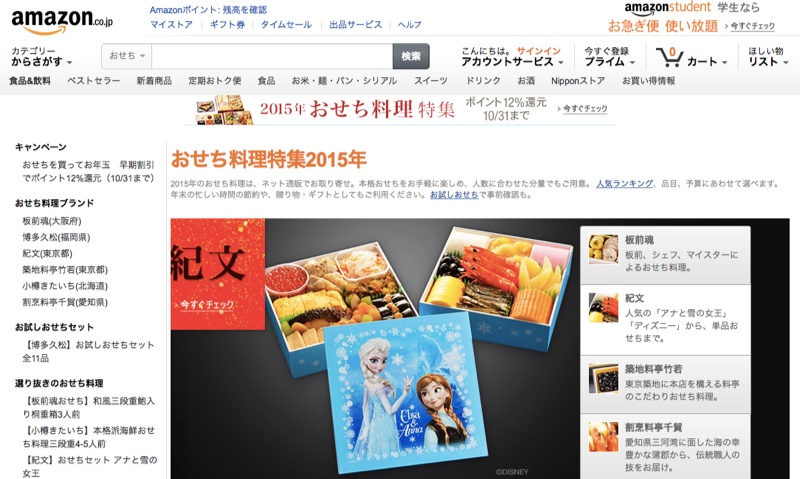 amazon.co.jp
Amazonポイント: 残高を確認
マイストア ギフト券 タイムセール 出品サービス ヘルプ
amazonstudent 学生なら
お急ぎ便 使い放題 ›今すぐチェック
カテゴリー
からさがす
おせち
検索
こんにちは。サインイン
アカウントサービス
今すぐ登録
プライム
0
カート
ほしい物
リスト
食品&飲料 ベストセラー 新着商品 定期おトク便 食品 お米・麺・パン・シリアル スイーツ ドリンク お酒 Nipponストア お買い得情報
2015年 おせち料理 特集
ポイント12%還元
10/31まで
›今すぐチェック
キャンペーン
おせちを買ってお年玉 早期割引
でポイント12%還元(10/31まで)
おせち料理ブランド
板前魂(大阪府)
博多久松(福岡県)
紀文(東京都)
築地料亭竹若(東京都)
小樽きたいち(北海道)
割烹料亭千賀(愛知県)
お試しおせちセット
【博多久松】お試しおせちセット
全11品
選り抜きのおせち料理
【板前魂おせち】和風三段重鮑入
り桐重箱3人前
【小樽きたいち】本格派海鮮おせ
ち料理三段重4-5人前
【紀文】おせちセット アナと雪の
女王
おせち料理特集2015年
2015年のおせち料理は、ネット通販でお取り寄せ。本格おせちをお手軽に楽しめ、人数に合わせた分量でもご用意。 人気ランキング、品目、予算にあわせて選べます。
年末の忙しい時間の節約や、贈り物・ギフトとしてもご利用ください。お試しおせちで事前確認も。
紀文
›今すぐチェック
Elsa
&
Anna
©DISNEY
板前魂
板前、シェフ、マイスターに
よるおせち料理。
紀文
人気の「アナと雪の女王」
「ディズニー」から、単品お
せちまで。
築地料亭竹若
東京築地に本店を構える料亭
のこだわりおせち料理。
割烹料亭千賀
愛知県三河湾に面した海の幸
豊かな蒲郡から、伝統職人の
技をお届け。